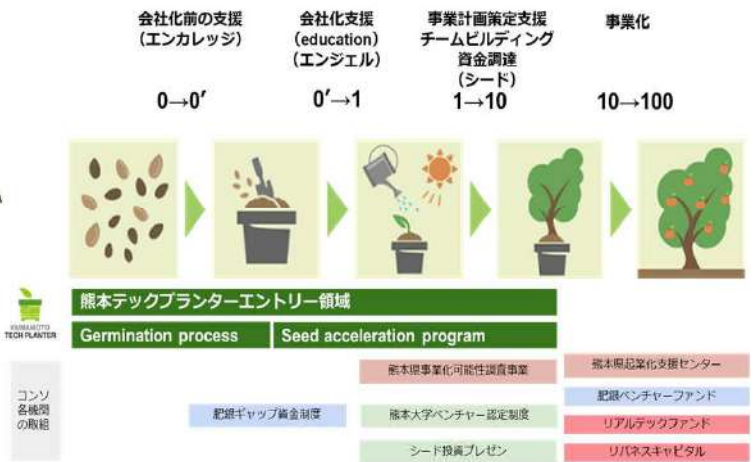 会社化前の支援
(エンカレッジ)
0→0′
会社化支援
(education)
(エンジェル)
0′→1
事業計画策定支援
チームビルディング
資金調達
(シード)
1→10
事業化
10→100
KUMAMOTO
TECH PLANTER
熊本テックプランターエントリー領域
Germination process
Seed acceleration program
コンソ
各機関
の取組
熊本県事業化可能性調査事業
熊本県起業化支援センター
肥銀ギャップ資金制度
熊本大学ベンチャー認定制度
肥銀ベンチャーファンド
リアルテックファンド
シード投資プレゼン
リバネスキャピタル